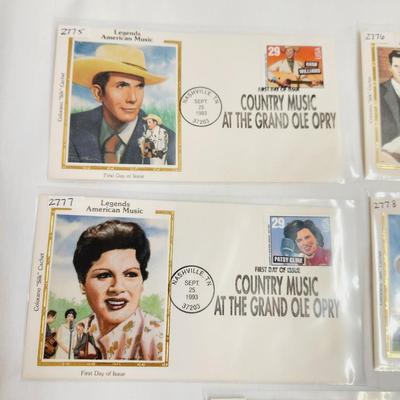 2775
Legends
American Music
Colorano "Silk" Cachet
First Day of Issue
29
HANK
WILLIAMS
USA
NASHVILLE, TN
SEPT.
25
1993
37203
FIRST DAY OF ISSUE
COUNTRY MUSIC
AT THE GRAND OLE OPRY
2776
2777
Legends
American Music
Colorano "Silk" Cachet
First Day of Issue
29
PATSY CLINE
NASHVILLE, TN
SEPT.
25
1993
37203
FIRST DAY OF ISSUE
COUNTRY MUSIC
AT THE GRAND OLE OPRY
2778